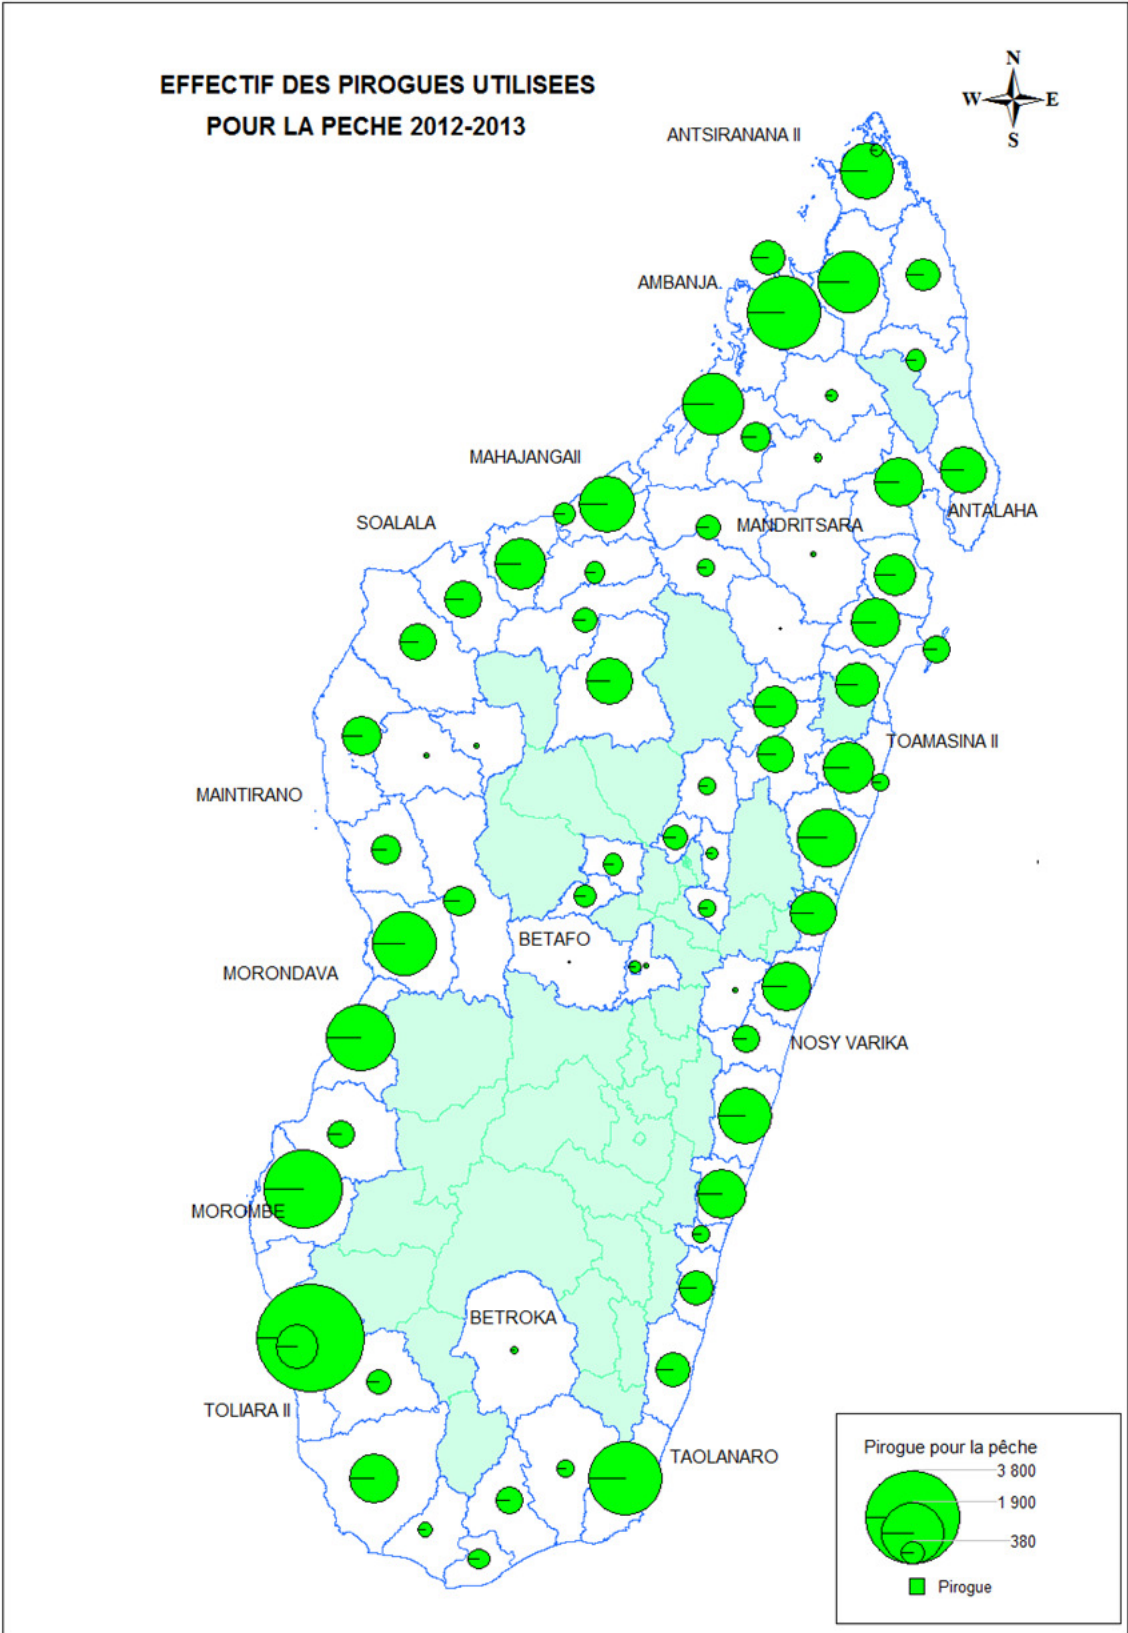 EFFECTIF DES PIROGUES UTILISEES
POUR LA PECHE 2012-2013
N
W E
S
ANTSIRANANA II
AMBANJA
MAHAJANGAII
SOALALA
MANDRITSARA
ANTALAHA
TOAMASINA II
MAINTIRANO
BETAFO
MORONDAVA
NOSY VARIKA
MOROMBE
BETROKA
TOLIARA II
TAOLANARO
Pirogue pour la pêche
3 800
1 900
380
Pirogue